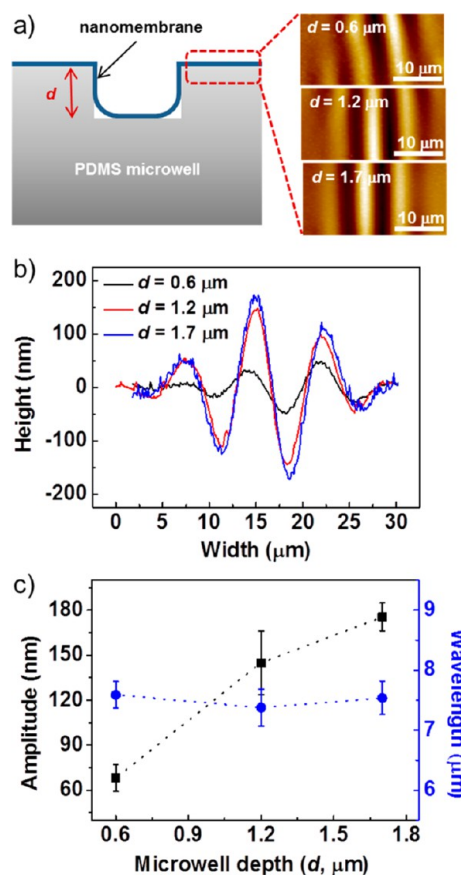 a)
nanomembrane
d
PDMS microwell
d = 0.6 μm
10 μm
d = 1.2 μm
10 μm
d = 1.7 μm
10 μm
b)
200
100
0
-100
-200
Height (nm)
d = 0.6 μm
d = 1.2 μm
d = 1.7 μm
0 5 10 15 20 25 30
Width (μm)
c)
180
150
120
90
60
Amplitude (nm)
9
8
7
6
Wavelength (μm)
0.6 0.9 1.2 1.5 1.8
Microwell depth (d, μm)